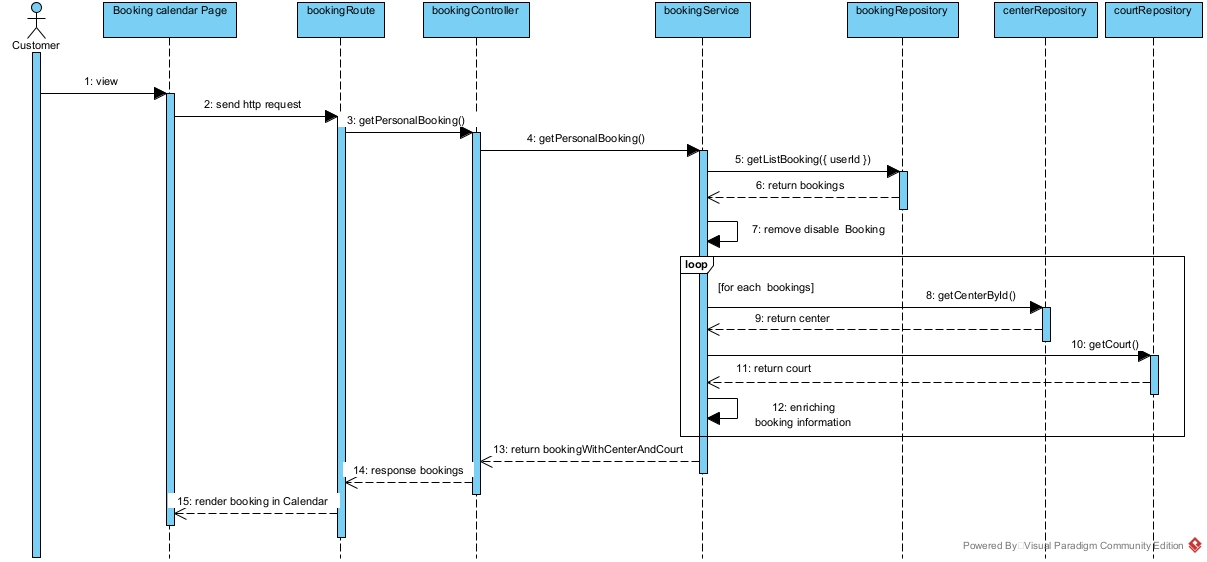 Booking calendar Page
bookingRoute
bookingController
bookingService
bookingRepository
centerRepository
courtRepository
Customer
1: view
2: send http request
3: getPersonalBooking()
4: getPersonalBooking()
5: getListBooking({ userId })
6: return bookings
7: remove disable  Booking
loop
[for each  bookings]
8: getCenterById()
9: return center
10: getCourt()
11: return court
12: enriching
booking information
13: return bookingWithCenterAndCourt
14: response bookings
15: render booking in Calendar
Powered By Visual Paradigm Community Edition